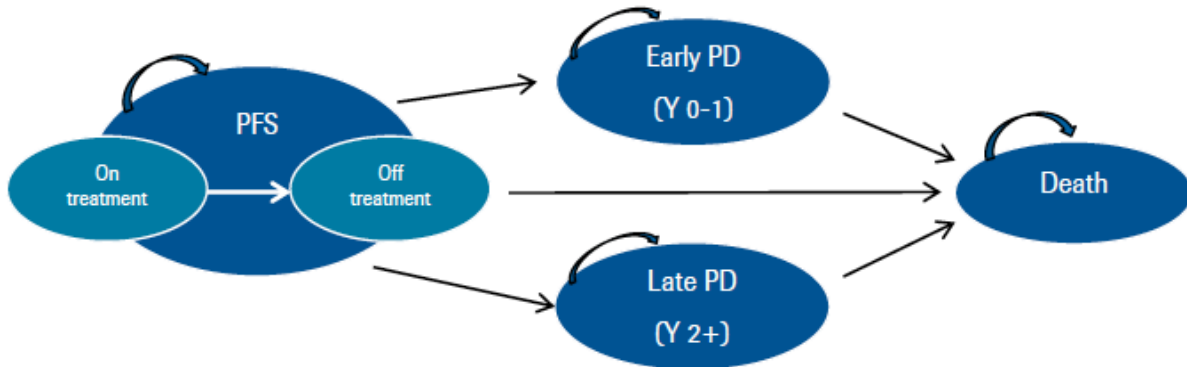 Early PD
(Y 0-1)
PFS
On
treatment
Off
treatment
Death
Late PD
(Y 2+)